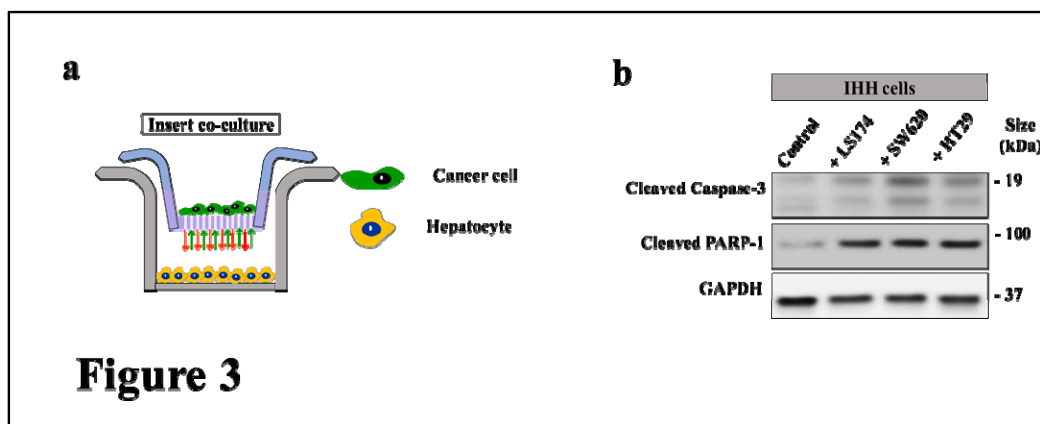 a
Insert co-culture
Cancer cell
Hepatocyte
b
IHH cells
Control
+ LS174
+ SW620
+ HT29
Size
(kDa)
Cleaved Caspase-3
- 19
Cleaved PARP-1
- 100
GAPDH
- 37
Figure 3